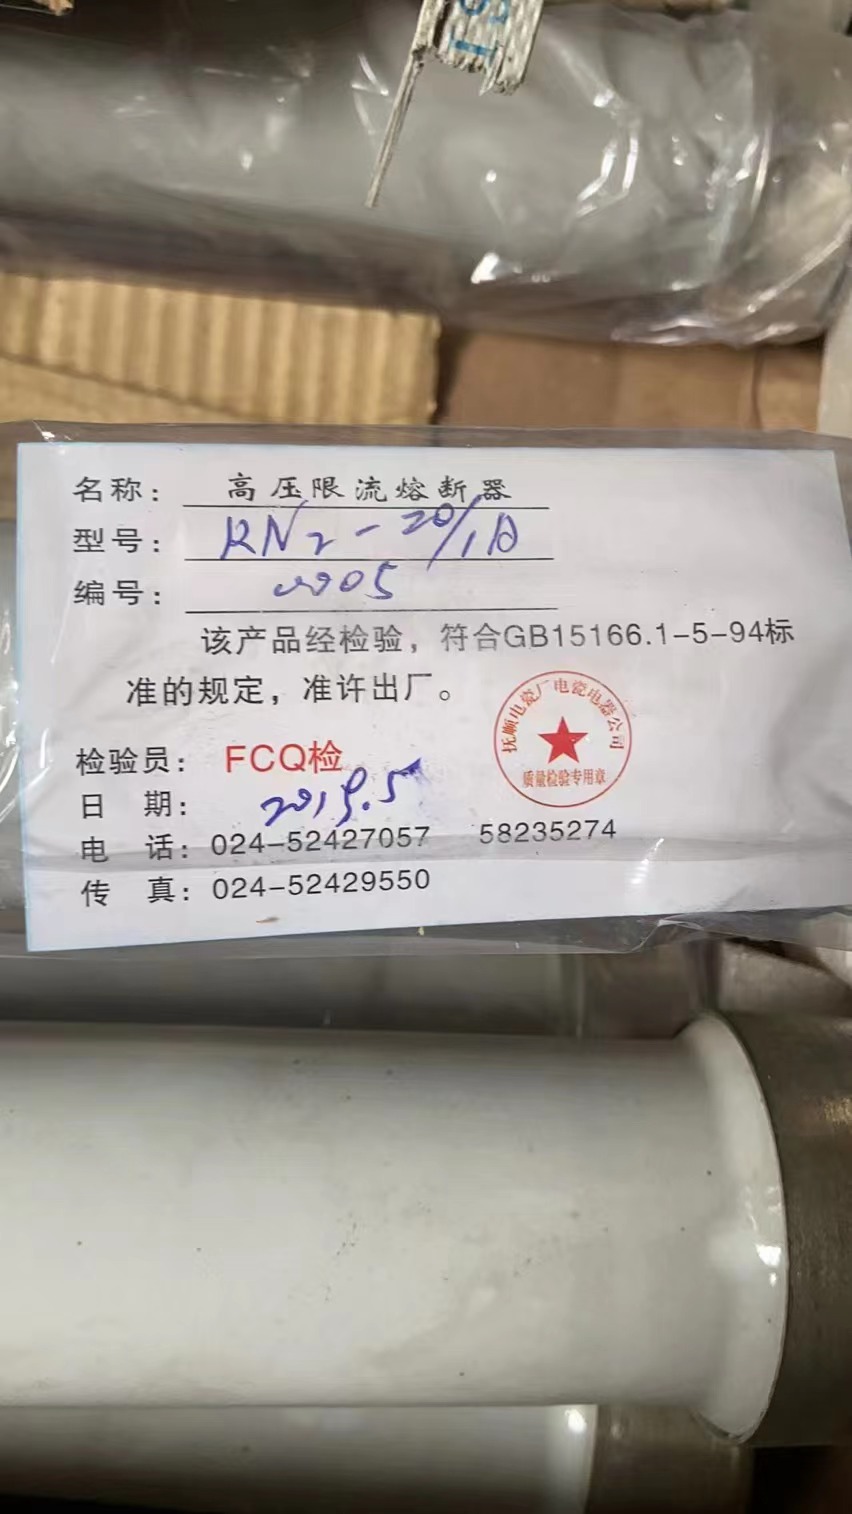 名称： 高压限流熔断器
型号： RN2-20/1A
编号： 0005
该产品经检验，符合GB15166.1-5-94标
准的规定，准许出厂。
抚顺电瓷厂电瓷电器公司
质量检验专用章
检验员： FCQ检
日 期： 2019.5
电 话：024-52427057 58235274
传 真：024-52429550